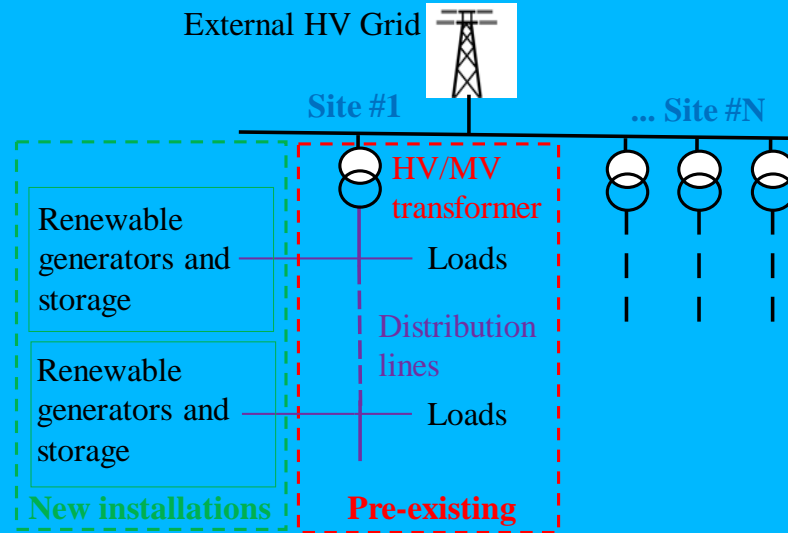 External HV Grid
Site #1
... Site #N
HV/MV
transformer
Renewable
generators and
storage
Loads
Distribution
lines
Renewable
generators and
storage
Loads
New installations
Pre-existing